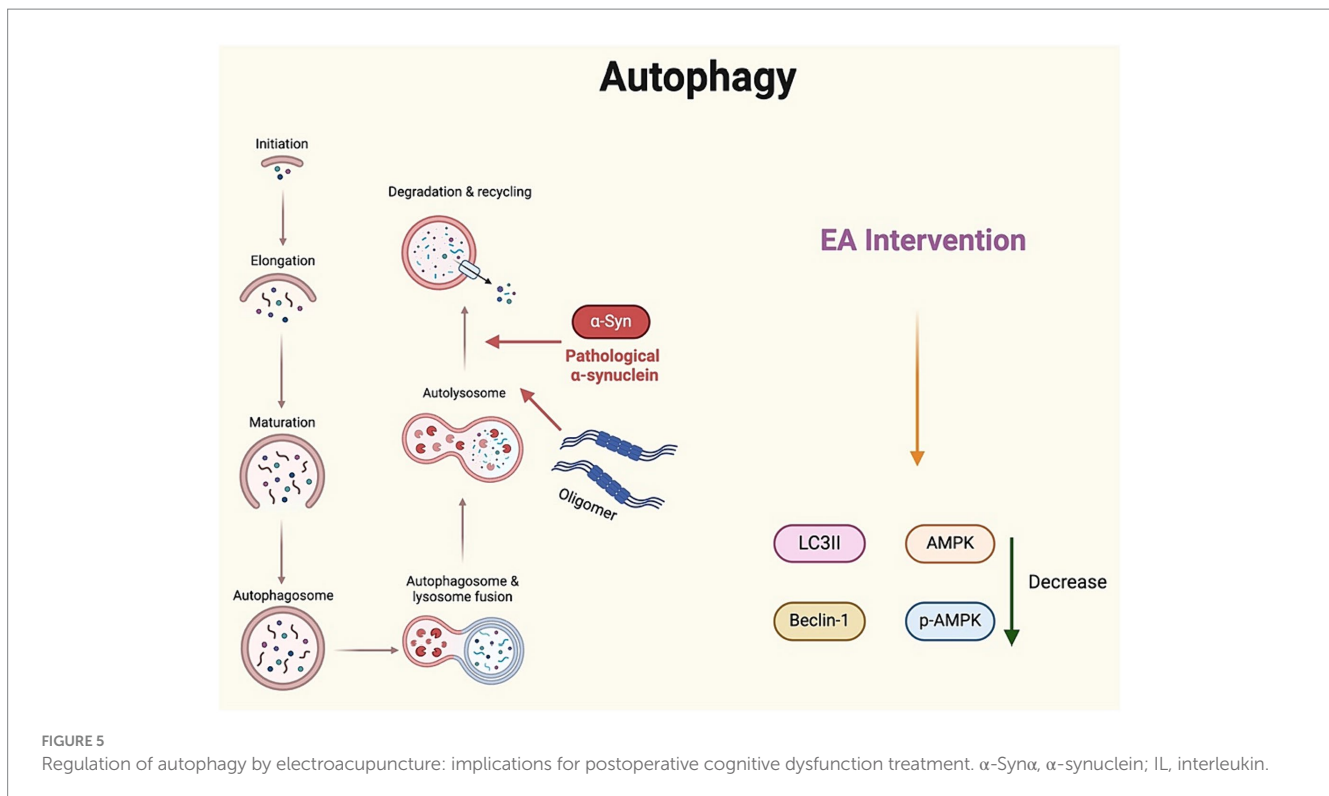 Autophagy
Initiation
Elongation
Maturation
Autophagosome
Degradation & recycling
Autolysosome
Autophagosome &
lysosome fusion
α-Syn
Pathological
α-synuclein
Oligomer
EA Intervention
LC3II
AMPK
Beclin-1
p-AMPK
Decrease
FIGURE 5
Regulation of autophagy by electroacupuncture: implications for postoperative cognitive dysfunction treatment. α-Synα, α-synuclein; IL, interleukin.